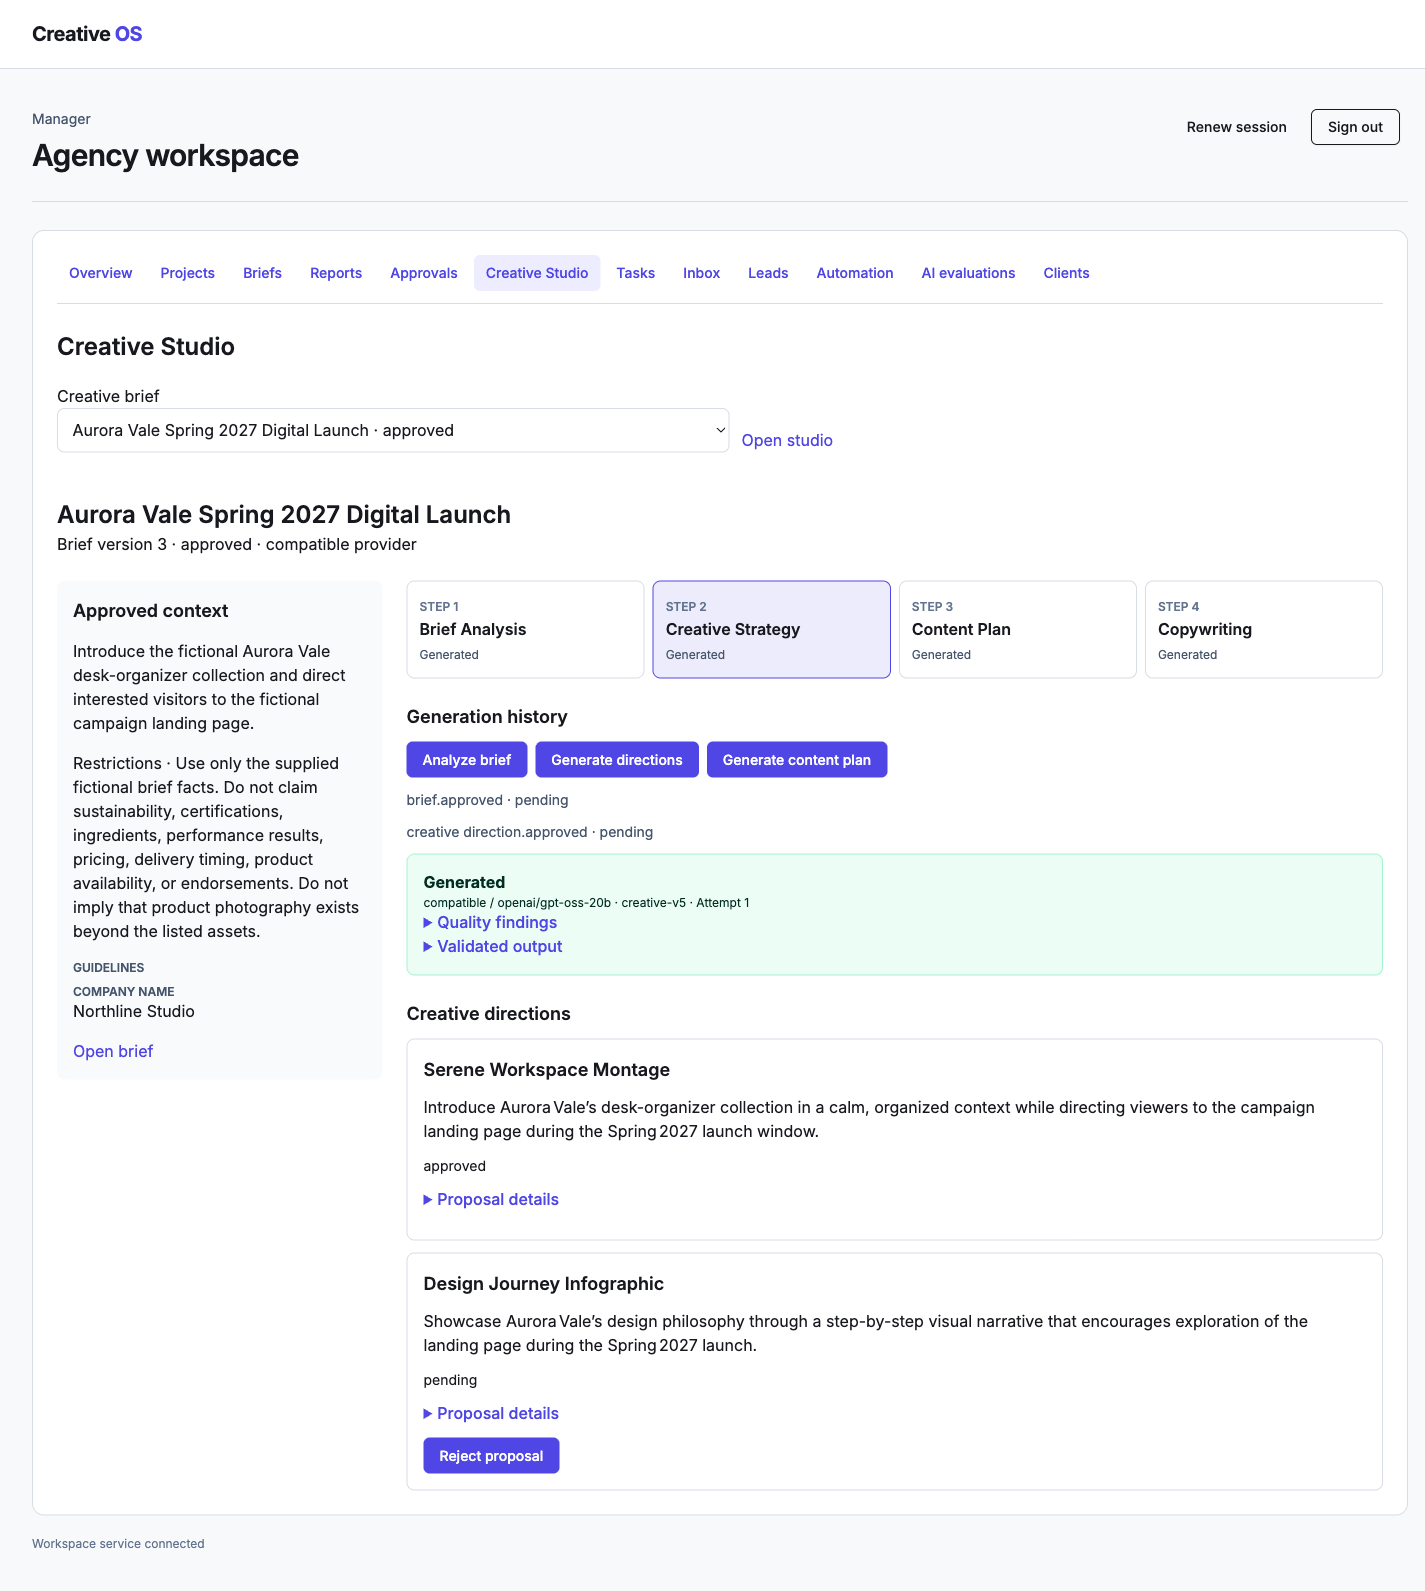 Creative OS
Manager
Agency workspace
Renew session
Sign out
Overview
Projects
Briefs
Reports
Approvals
Creative Studio
Tasks
Inbox
Leads
Automation
AI evaluations
Clients
Creative Studio
Creative brief
Aurora Vale Spring 2027 Digital Launch · approved
Open studio
Aurora Vale Spring 2027 Digital Launch
Brief version 3 · approved · compatible provider
Approved context
Introduce the fictional Aurora Vale
desk-organizer collection and direct
interested visitors to the fictional
campaign landing page.
Restrictions · Use only the supplied
fictional brief facts. Do not claim
sustainability, certifications,
ingredients, performance results,
pricing, delivery timing, product
availability, or endorsements. Do not
imply that product photography exists
beyond the listed assets.
GUIDELINES
COMPANY NAME
Northline Studio
Open brief
STEP 1
Brief Analysis
Generated
STEP 2
Creative Strategy
Generated
STEP 3
Content Plan
Generated
STEP 4
Copywriting
Generated
Generation history
Analyze brief
Generate directions
Generate content plan
brief.approved · pending
creative direction.approved · pending
Generated
compatible / openai/gpt-oss-20b · creative-v5 · Attempt 1
Quality findings
Validated output
Creative directions
Serene Workspace Montage
Introduce Aurora Vale’s desk-organizer collection in a calm, organized context while directing viewers to the campaign
landing page during the Spring 2027 launch window.
approved
Proposal details
Design Journey Infographic
Showcase Aurora Vale’s design philosophy through a step-by-step visual narrative that encourages exploration of the
landing page during the Spring 2027 launch.
pending
Proposal details
Reject proposal
Workspace service connected